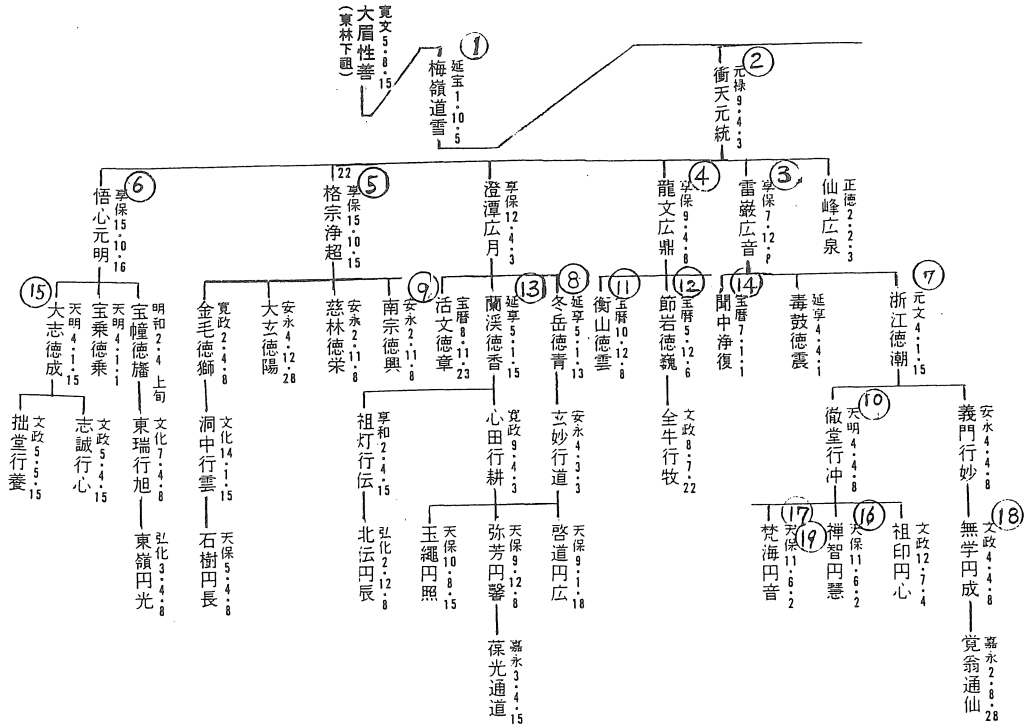 寛文5・8・15
大眉性善
(東林下祖)
①
延宝1・10・5
梅嶺道雪
②
元禄9・4・3
衝天元統
正徳2・2・3
仙峰広泉
③
享保7・12・8
雷巌広音
④
享保9・4・8
龍文広鼎
享保12・4・3
澄潭広月
⑤
22
享保15・10・15
格宗浄超
⑥
享保15・10・16
悟心元明
⑦
元文4・1・15
浙江徳潮
延享4・4・1
毒鼓徳震
⑭
宝暦7・1・1
聞中浄復
⑫
宝暦5・12・6
節岩徳巍
⑪
宝暦10・12・8
衡山徳雲
⑧
延享5・1・13
冬岳徳青
⑬
延享5・1・15
蘭渓徳香
⑨
宝暦8・11・23
活文徳章
安永2・11・8
南宗徳興
安永2・11・8
慈林徳栄
安永4・12・28
大玄徳陽
寛政2・4・8
金毛徳獅
明和2・4 上旬
宝幢徳旛
天明4・1・1
宝乗徳乗
⑮
天明4・1・15
大志徳成
安永4・4・8
義門行妙
⑩
天明4・4・8
徹堂行冲
文政8・7・22
全牛行牧
安永4・3・3
玄妙行道
寛政9・4・3
心田行耕
享和2・4・15
祖灯行伝
文化14・1・15
洞中行雲
文化7・4・8
東瑞行旭
文政5・4・15
志誠行心
文政5・5・15
拙堂行養
⑱
文政4・4・8
無学円成
文政12・7・4
祖印円心
⑯
天保11・6・2
禅智円慧
⑰
⑲
天保11・6・2
梵海円音
天保9・1・18
啓道円広
天保9・12・8
弥芳円馨
天保10・8・15
玉繩円照
弘化2・12・8
北伝円辰
天保5・4・8
石樹円長
弘化3・4・8
東嶺円光
嘉永2・8・28
覚翁通仙
嘉永3・4・15
葆光通道